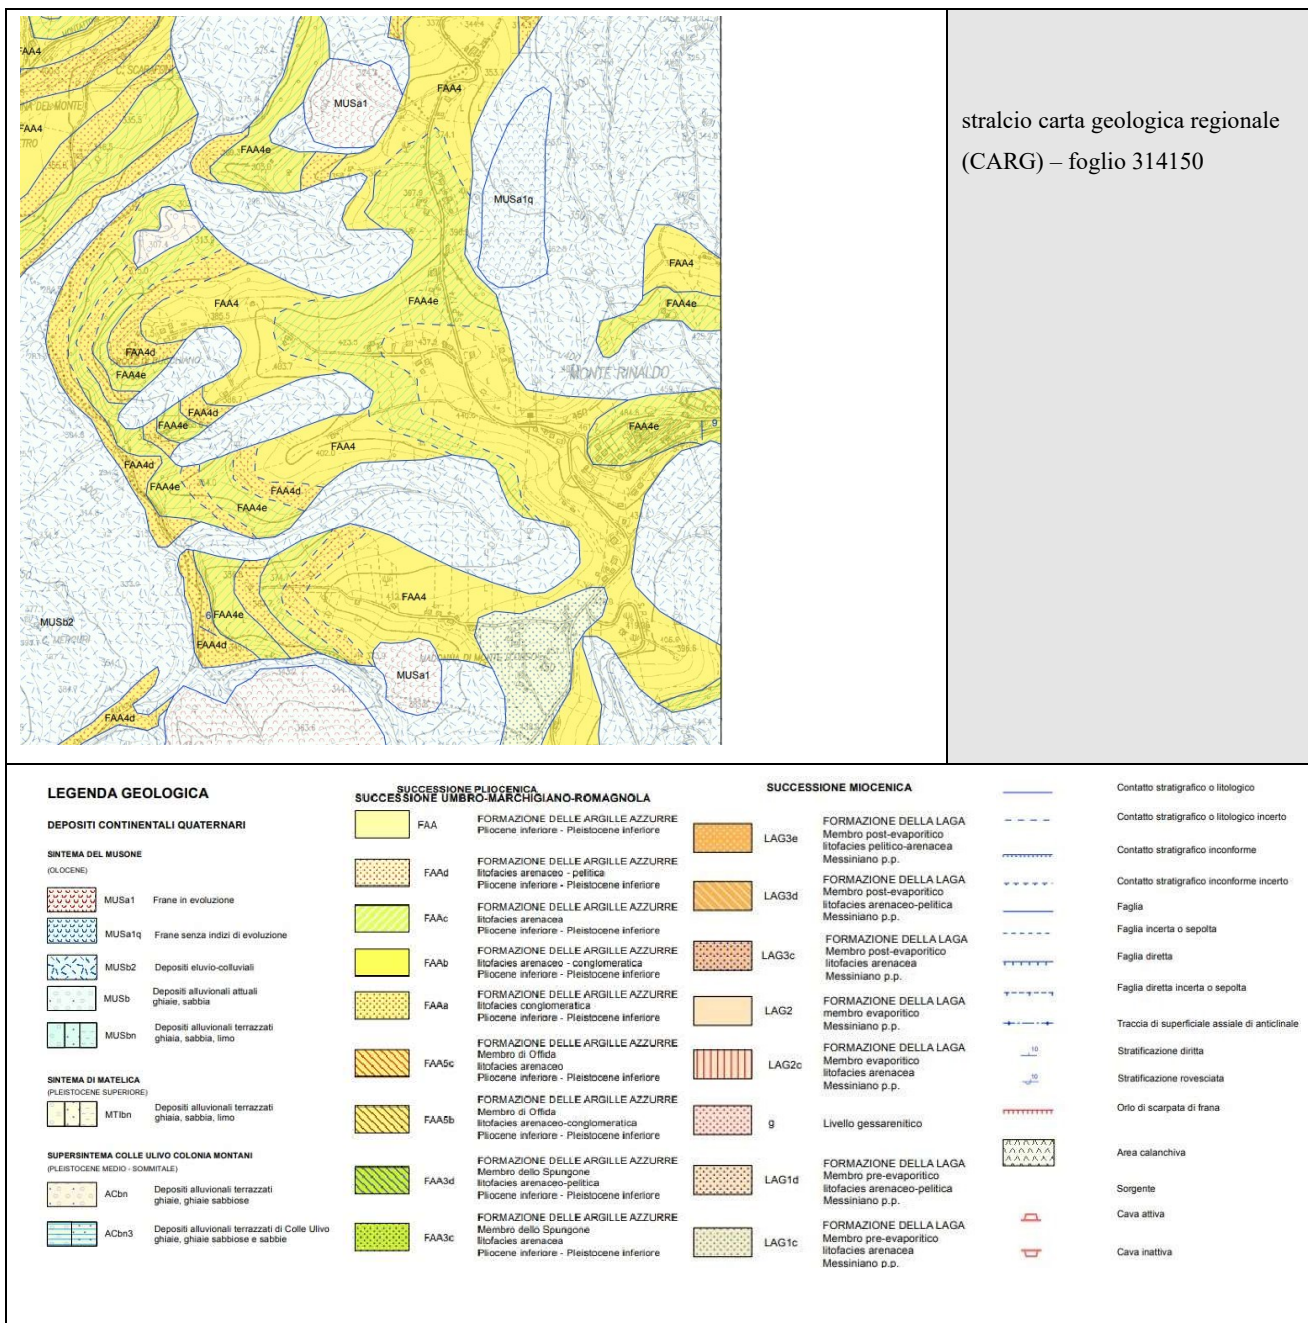 stralcio carta geologica regionale
(CARG) – foglio 314150
FAA4
FAA4
MUSa1
FAA4e
FAA4
MUSa1q
FAA4
FAA4e
FAA4
FAA4e
MONTE RINALDO
FAA4d
FAA4e
FAA4d
FAA4e
FAA4e
9
FAA4
FAA4d
FAA4e
FAA4d
FAA4e
FAA4
6
FAA4e
MUSb2
FAA4d
MUSa1
FAA4d
LEGENDA GEOLOGICA
DEPOSITI CONTINENTALI QUATERNARI
SINTEMA DEL MUSONE
(OLOCENE)
MUSa1 Frane in evoluzione
MUSa1q Frane senza indizi di evoluzione
MUSb2 Depositi eluvio-colluviali
MUSb Depositi alluvionali attuali
ghiaie, sabbia
MUSbn Depositi alluvionali terrazzati
ghiaia, sabbia, limo
SINTEMA DI MATELICA
(PLEISTOCENE SUPERIORE)
MTIbn Depositi alluvionali terrazzati
ghiaia, sabbia, limo
SUPERSINTEMA COLLE ULIVO COLONIA MONTANI
(PLEISTOCENE MEDIO - SOMMITALE)
ACbn Depositi alluvionali terrazzati
ghiaie, ghiaie sabbiose
ACbn3 Depositi alluvionali terrazzati di Colle Ulivo
ghiaie, ghiaie sabbiose e sabbie
SUCCESSIONE PLIOCENICA
SUCCESSIONE UMBRO-MARCHIGIANO-ROMAGNOLA
FAA FORMAZIONE DELLE ARGILLE AZZURRE
Pliocene inferiore - Pleistocene inferiore
FAAd FORMAZIONE DELLE ARGILLE AZZURRE
litofacies arenaceo - pelitica
Pliocene inferiore - Pleistocene inferiore
FAAc FORMAZIONE DELLE ARGILLE AZZURRE
litofacies arenacea
Pliocene inferiore - Pleistocene inferiore
FAAb FORMAZIONE DELLE ARGILLE AZZURRE
litofacies arenaceo - conglomeratica
Pliocene inferiore - Pleistocene inferiore
FAAa FORMAZIONE DELLE ARGILLE AZZURRE
litofacies conglomeratica
Pliocene inferiore - Pleistocene inferiore
FAA5c FORMAZIONE DELLE ARGILLE AZZURRE
Membro di Offida
litofacies arenaceo
Pliocene inferiore - Pleistocene inferiore
FAA5b FORMAZIONE DELLE ARGILLE AZZURRE
Membro di Offida
litofacies arenaceo-conglomeratica
Pliocene inferiore - Pleistocene inferiore
FAA3d FORMAZIONE DELLE ARGILLE AZZURRE
Membro dello Spungone
litofacies arenaceo-pelitica
Pliocene inferiore - Pleistocene inferiore
FAA3c FORMAZIONE DELLE ARGILLE AZZURRE
Membro dello Spungone
litofacies arenacea
Pliocene inferiore - Pleistocene inferiore
SUCCESSIONE MIOCENICA
LAG3e FORMAZIONE DELLA LAGA
Membro post-evaporitico
litofacies pelitico-arenacea
Messiniano p.p.
LAG3d FORMAZIONE DELLA LAGA
Membro post-evaporitico
litofacies arenaceo-pelitica
Messiniano p.p.
LAG3c FORMAZIONE DELLA LAGA
Membro post-evaporitico
litofacies arenacea
Messiniano p.p.
LAG2 FORMAZIONE DELLA LAGA
membro evaporitico
Messiniano p.p.
LAG2c FORMAZIONE DELLA LAGA
Membro evaporitico
litofacies arenacea
Messiniano p.p.
g Livello gessarenitico
LAG1d FORMAZIONE DELLA LAGA
Membro pre-evaporitico
litofacies arenaceo-pelitica
Messiniano p.p.
LAG1c FORMAZIONE DELLA LAGA
Membro pre-evaporitico
litofacies arenacea
Messiniano p.p.
Contatto stratigrafico o litologico
Contatto stratigrafico o litologico incerto
Contatto stratigrafico inconforme
Contatto stratigrafico inconforme incerto
Faglia
Faglia incerta o sepolta
Faglia diretta
Faglia diretta incerta o sepolta
Traccia di superficiale assiale di anticlinale
10 Stratificazione diritta
10 Stratificazione rovesciata
Orlo di scarpata di frana
Area calanchiva
Sorgente
Cava attiva
Cava inattiva